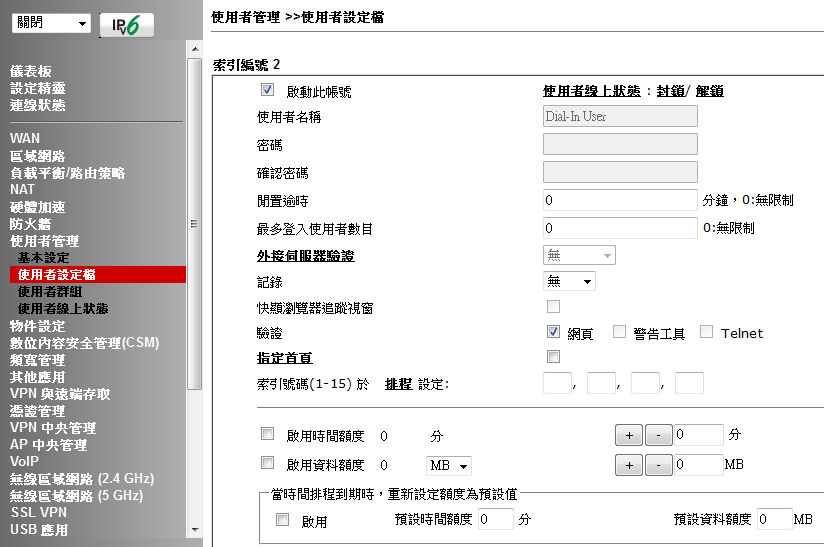 關閉
IPv6
儀表板
設定精靈
連線狀態
WAN
區域網路
負載平衡/路由策略
NAT
硬體加速
防火牆
使用者管理
基本設定
使用者設定檔
使用者群組
使用者線上狀態
物件設定
數位內容安全管理(CSM)
頻寬管理
其他應用
VPN 與遠端存取
憑證管理
VPN 中央管理
AP 中央管理
VoIP
無線區域網路 (2.4 GHz)
無線區域網路 (5 GHz)
SSL VPN
USB 應用
使用者管理 >>使用者設定檔
索引編號 2
啟動此帳號 使用者線上狀態 : 封鎖/ 解鎖
使用者名稱 Dial-In User
密碼
確認密碼
閒置逾時 0 分鐘，0:無限制
最多登入使用者數目 0 0:無限制
外接伺服器驗證 無
記錄 無
快顯瀏覽器追蹤視窗
驗證 網頁 警告工具 Telnet
指定首頁
索引號碼(1-15) 於 排程 設定: , , ,
啟用時間額度 0 分 + - 0 分
啟用資料額度 0 MB + - 0 MB
當時間排程到期時，重新設定額度為預設值
啟用 預設時間額度 0 分 預設資料額度 0 MB